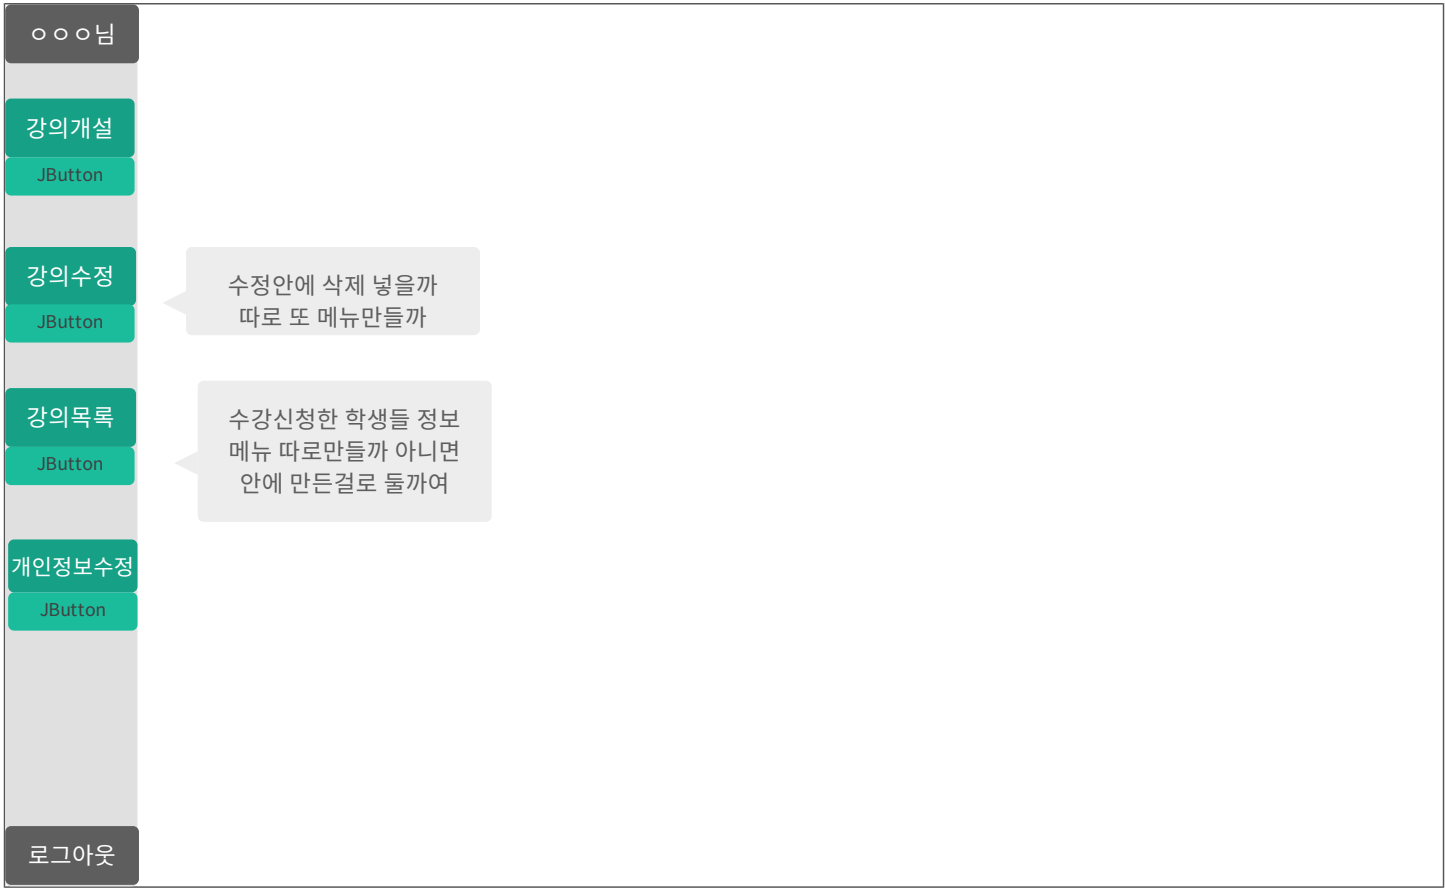 ㅇㅇㅇ님
강의개설
JButton
강의수정
JButton
수정안에 삭제 넣을까
따로 또 메뉴만들까
강의목록
JButton
수강신청한 학생들 정보
메뉴 따로만들까 아니면
안에 만든걸로 둘까여
개인정보수정
JButton
로그아웃